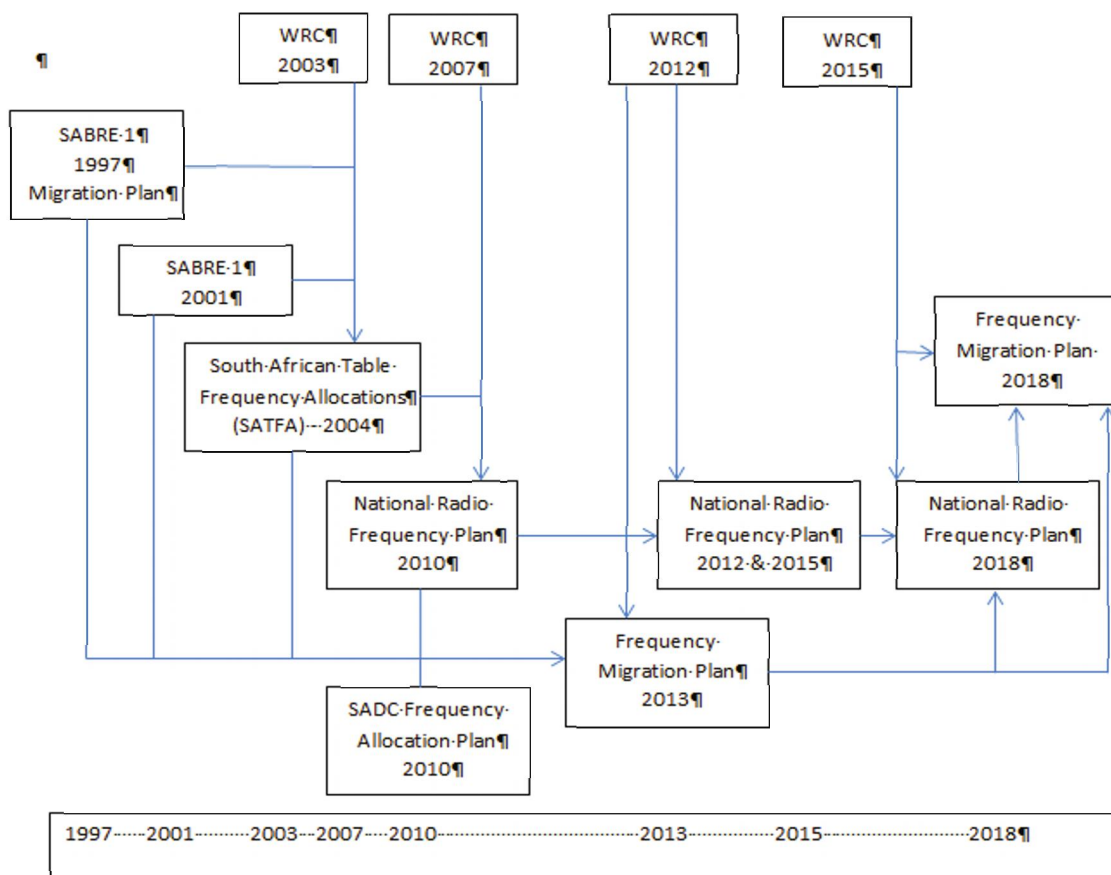 ¶
WRC¶
2003¶
WRC¶
2007¶
WRC¶
2012¶
WRC¶
2015¶
SABRE·1¶
1997¶
Migration·Plan¶
SABRE·1¶
2001¶
South·African·Table·
Frequency·Allocations¶
(SATFA)·-·2004¶
Frequency·
Migration·Plan·
2018¶
National·Radio·
Frequency·Plan¶
2010¶
National·Radio·
Frequency·Plan¶
2012·&·2015¶
National·Radio·
Frequency·Plan¶
2018¶
Frequency·
Migration·Plan¶
2013¶
SADC·Frequency·
Allocation·Plan¶
2010¶
1997······2001·········2003···2007····2010·································2013··············2015·························2018¶